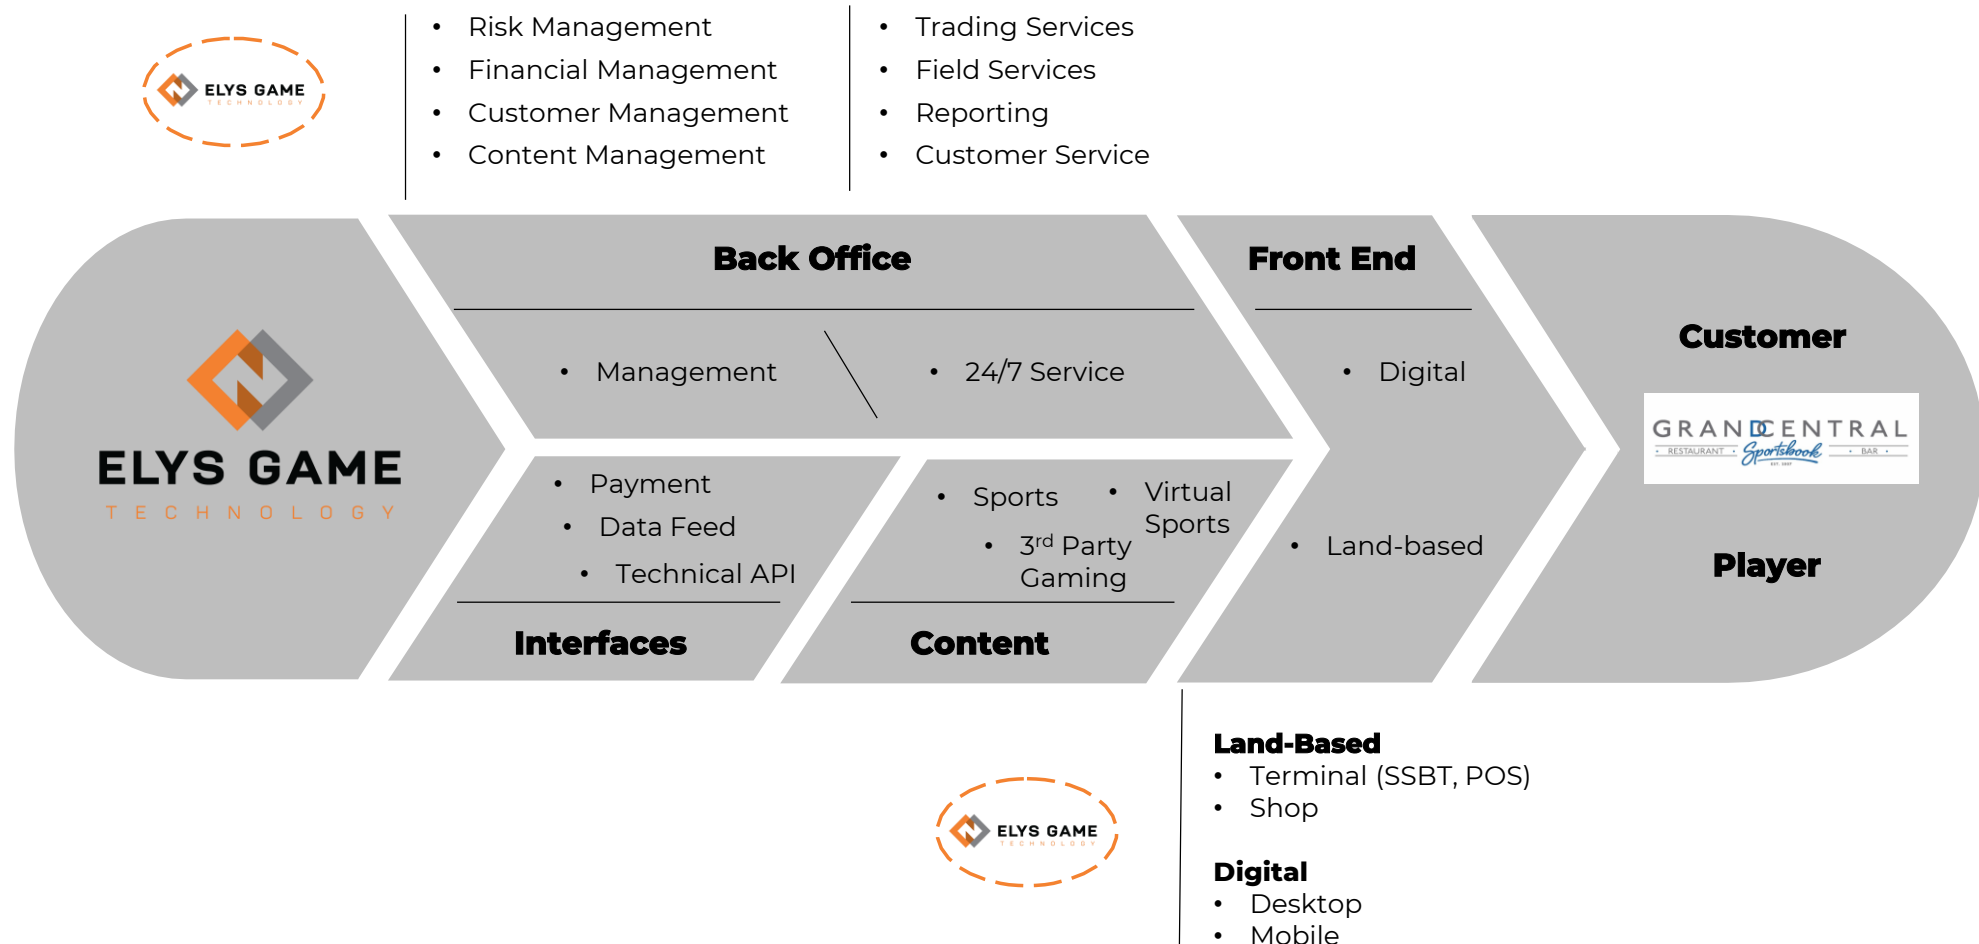 ELYS GAME
TECHNOLOGY
• Risk Management
• Financial Management
• Customer Management
• Content Management
• Trading Services
• Field Services
• Reporting
• Customer Service
ELYS GAME
TECHNOLOGY
Back Office
• Management
• 24/7 Service
• Payment
• Data Feed
• Technical API
Interfaces
• Sports
• Virtual
Sports
• 3rd Party
Gaming
Content
Front End
• Digital
• Land-based
Customer
GRANDCENTRAL
• RESTAURANT • Sportsbook • BAR •
Player
ELYS GAME
TECHNOLOGY
Land-Based
• Terminal (SSBT, POS)
• Shop
Digital
• Desktop
• Mobile